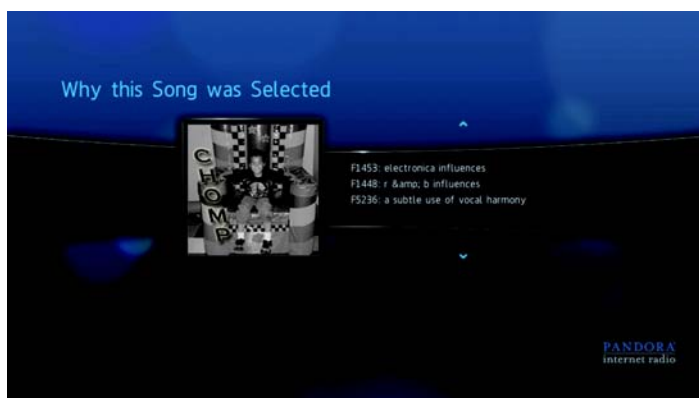 Why this Song was Selected
CHOMP
F1453: electronica influences
F1448: r &amp; b influences
F5236: a subtle use of vocal harmony
PANDORA
internet radio